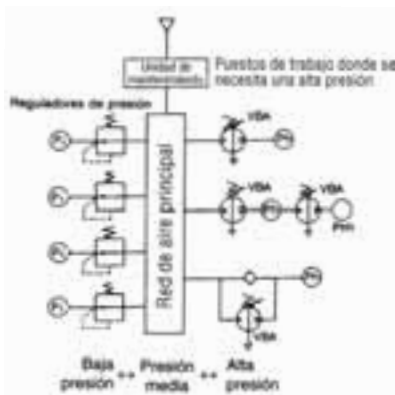 Unidad de
mantenimiento
Puestos de trabajo donde se
necesita una alta presión
Reguladores de presión
VBA
VBA
VBA
Red de aire principal
VBA
Baja ↔ Presión ↔ Alta
presión media presión